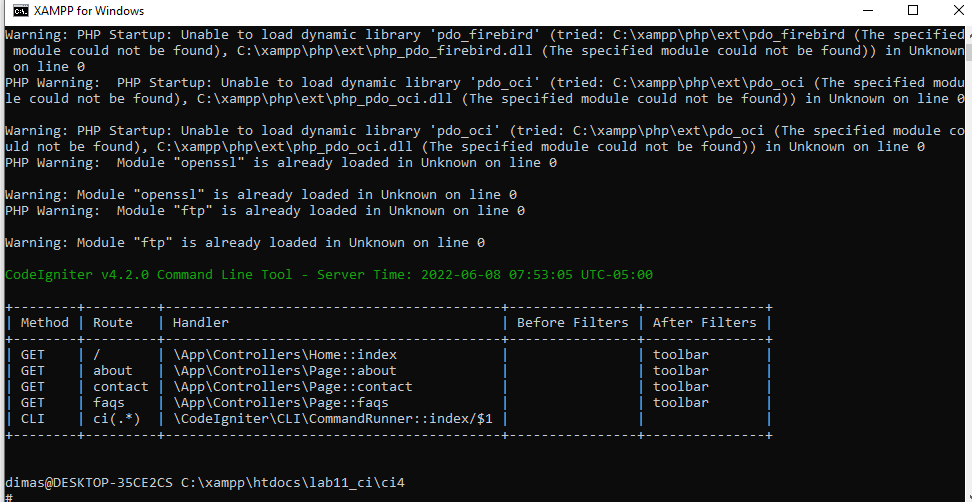 XAMPP for Windows
Warning: PHP Startup: Unable to load dynamic library 'pdo_firebird' (tried: C:\xampp\php\ext\pdo_firebird (The specified
 module could not be found), C:\xampp\php\ext\php_pdo_firebird.dll (The specified module could not be found)) in Unknown
 on line 0
PHP Warning:  PHP Startup: Unable to load dynamic library 'pdo_oci' (tried: C:\xampp\php\ext\pdo_oci (The specified modu
le could not be found), C:\xampp\php\ext\php_pdo_oci.dll (The specified module could not be found)) in Unknown on line 0
Warning: PHP Startup: Unable to load dynamic library 'pdo_oci' (tried: C:\xampp\php\ext\pdo_oci (The specified module co
uld not be found), C:\xampp\php\ext\php_pdo_oci.dll (The specified module could not be found)) in Unknown on line 0
PHP Warning:  Module "openssl" is already loaded in Unknown on line 0
Warning: Module "openssl" is already loaded in Unknown on line 0
PHP Warning:  Module "ftp" is already loaded in Unknown on line 0
Warning: Module "ftp" is already loaded in Unknown on line 0
CodeIgniter v4.2.0 Command Line Tool - Server Time: 2022-06-08 07:53:05 UTC-05:00
+--------+---------+------------------------------------------+----------------+---------------+
| Method | Route   | Handler                                  | Before Filters | After Filters |
+--------+---------+------------------------------------------+----------------+---------------+
| GET    | /       | \App\Controllers\Home::index             |                | toolbar       |
| GET    | about   | \App\Controllers\Page::about             |                | toolbar       |
| GET    | contact | \App\Controllers\Page::contact           |                | toolbar       |
| GET    | faqs    | \App\Controllers\Page::faqs              |                | toolbar       |
| CLI    | ci(.*)  | \CodeIgniter\CLI\CommandRunner::index/$1 |                |               |
+--------+---------+------------------------------------------+----------------+---------------+
dimas@DESKTOP-35CE2CS C:\xampp\htdocs\lab11_ci\ci4
#